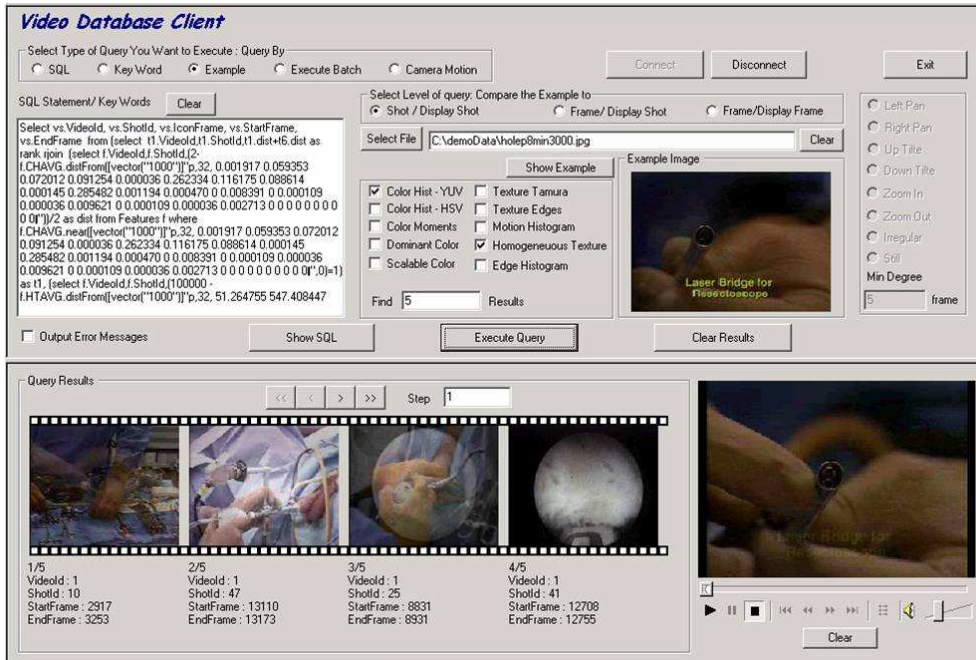 Video Database Client
Select Type of Query You Want to Execute : Query By
SQL Key Word Example Execute Batch Camera Motion
Connect Disconnect Exit
SQL Statement/ Key Words Clear
Select vs.VideoId, vs.ShotId, vs.IconFrame, vs.StartFrame,
vs.EndFrame from (select t1.VideoId,t1.ShotId,t1.dist+t6.dist as
rank rjoin (select f.VideoId,f.ShotId,(2-
f.CHAVG.distFrom([vector("1000")]"p,32, 0.001917 0.059353
0.072012 0.091254 0.000036 0.262334 0.116175 0.088614
0.000145 0.285482 0.001194 0.000470 0 0.008391 0 0.000109
0.000036 0.009621 0 0.000109 0.000036 0.002713 0 0 0 0 0 0 0 0
0 0|"))/2 as dist from Features f where
f.CHAVG.near([vector("1000")]"p,32, 0.001917 0.059353 0.072012
0.091254 0.000036 0.262334 0.116175 0.088614 0.000145
0.285482 0.001194 0.000470 0 0.008391 0 0.000109 0.000036
0.009621 0 0.000109 0.000036 0.002713 0 0 0 0 0 0 0 0 0 0|",0)=1)
as t1, (select f.VideoId,f.ShotId,(100000 -
f.HTAVG.distFrom([vector("1000")]"p,32, 51.264755 547.408447
Select Level of query: Compare the Example to
Shot / Display Shot Frame/ Display Shot Frame/Display Frame
Select File C:\demoData\holep8min3000.jpg Clear
Show Example
Color Hist - YUV Texture Tamura
Color Hist - HSV Texture Edges
Color Moments Motion Histogram
Dominant Color Homogeneuous Texture
Scalable Color Edge Histogram
Find 5 Results
Example Image
Laser Bridge for
Resectoscope
Left Pan
Right Pan
Up Tilte
Down Tilte
Zoom In
Zoom Out
Irregular
Still
Min Degree
5 frame
Output Error Messages Show SQL Execute Query Clear Results
Query Results
<< < > >> Step 1
1/5
VideoId : 1
ShotId : 10
StartFrame : 2917
EndFrame : 3253
2/5
VideoId : 1
ShotId : 47
StartFrame : 13110
EndFrame : 13173
3/5
VideoId : 1
ShotId : 25
StartFrame : 8831
EndFrame : 8931
4/5
VideoId : 1
ShotId : 41
StartFrame : 12708
EndFrame : 12755
Laser Bridge for
Resectoscope
Clear